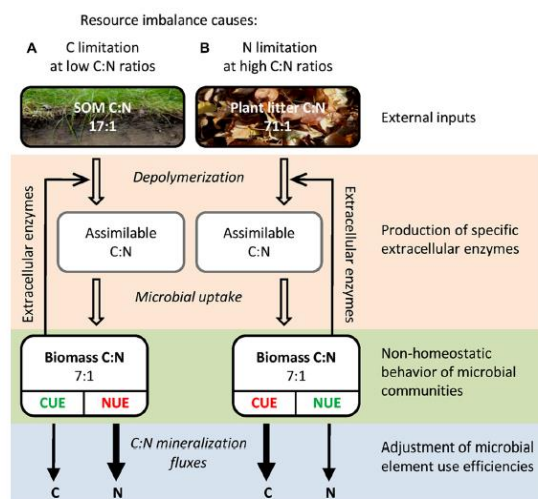 Resource imbalance causes:
A
C limitation
at low C:N ratios
B
N limitation
at high C:N ratios
SOM C:N
17:1
Plant litter C:N
71:1
External inputs
Depolymerization
Extracellular enzymes
Assimilable
C:N
Assimilable
C:N
Extracellular enzymes
Production of specific
extracellular enzymes
Microbial uptake
Biomass C:N
7:1
CUE NUE
Biomass C:N
7:1
CUE NUE
Non-homeostatic
behavior of microbial
communities
C:N mineralization
fluxes
Adjustment of microbial
element use efficiencies
C N C N